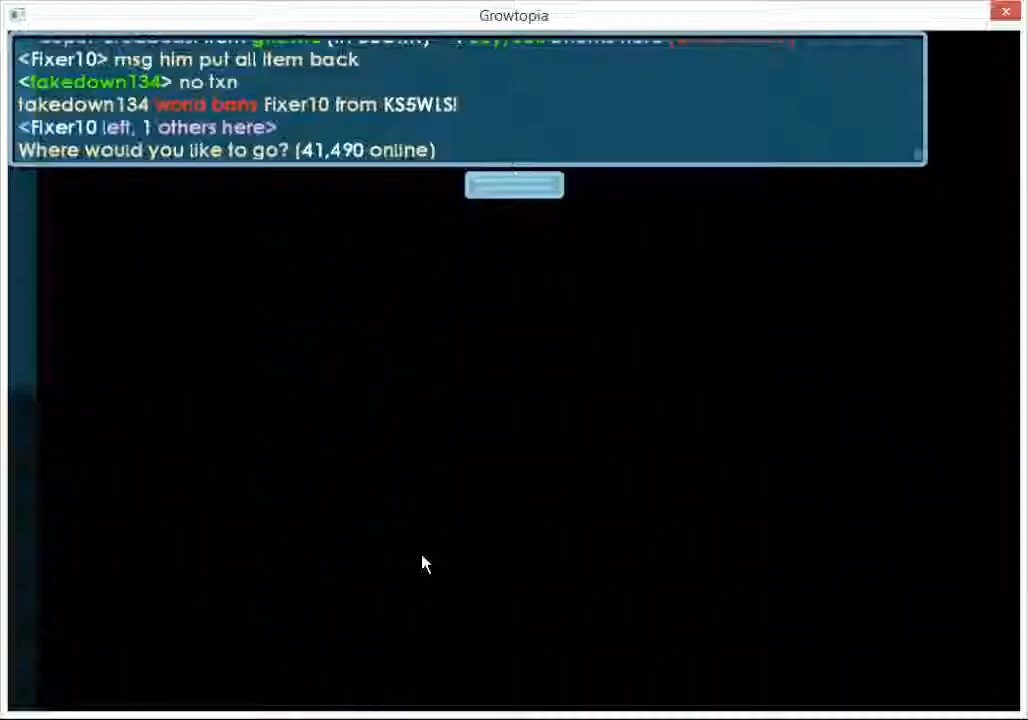 Growtopia
<Fixer10> msg him put all item back
<takedown134> no txn
takedown134 world bans Fixer10 from KS5WLS!
<Fixer10 left, 1 others here>
Where would you like to go? (41,490 online)